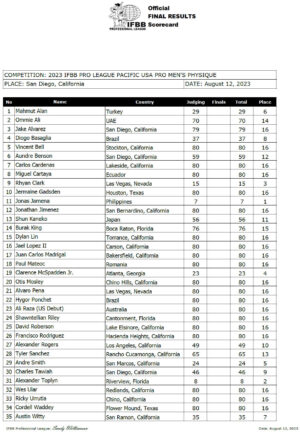 Official
FINAL RESULTS
IFBB Scorecard
PROFESSIONAL LEAGUE
COMPETITION: 2023 IFBB PRO LEAGUE PACIFIC USA PRO MEN'S PHYSIQUE
PLACE: San Diego, California DATE: August 12, 2023
No Name Country Judging Finals Total Place
1 Mahmut Alan Turkey 29 29 6
2 Ommie Ali UAE 70 70 14
3 Jake Alvarez San Diego, California 79 79 16
4 Diogo Basaglia Brazil 37 37 8
5 Vincent Bell Stockton, California 80 80 16
6 Aundre Benson San Diego, California 59 59 12
7 Carlos Cardenas Lakeside, California 80 80 16
8 Miguel Cartaya Ecuador 80 80 16
9 Rhyan Clark Las Vegas, Nevada 15 15 3
10 Jermaine Gadsden Houston, Texas 80 80 16
11 Jonas Jamena Philippines 7 7 1
12 Jonathan Jimenez San Bernardino, California 80 80 16
13 Shun Kaneko Japan 56 56 11
14 Burak King Boca Raton, Florida 76 76 15
15 Dylan Lin Torrance, California 80 80 16
16 Jael Lopez II Carson, California 80 80 16
17 Juan Carlos Madrigal Bakersfield, California 80 80 16
18 Paul Mateoc Romania 80 80 16
19 Clarence McSpadden Jr. Atlanta, Georgia 23 23 4
20 Otis Mosley Chino Hills, California 80 80 16
21 Alvaro Pena Las Vegas, Nevada 80 80 16
22 Hygor Ponchet Brazil 80 80 16
23 Ali Raza (US Debut) Australia 80 80 16
24 Shawntellian Riley Cantonment, Florida 80 80 16
25 David Roberson Lake Elsinore, California 80 80 16
26 Francisco Rodriguez Hacienda Heights, California 80 80 16
27 Alexander Rogers Los Angeles, California 49 49 10
28 Tyler Sanchez Rancho Cucamonga, California 65 65 13
29 Andre Smith San Marcos, California 24 24 5
30 Charles Tawiah San Diego, California 46 46 9
31 Alexander Toplyn Riverview, Florida 8 8 2
32 Wes Ular Redlands, California 80 80 16
33 Ricky Urrutia Chino, California 80 80 16
34 Cordell Waddey Flower Mound, Texas 80 80 16
35 Austin Witty San Ramon, California 35 35 7
IFBB Professional League: Sandy Williamson Date: August 12, 2023